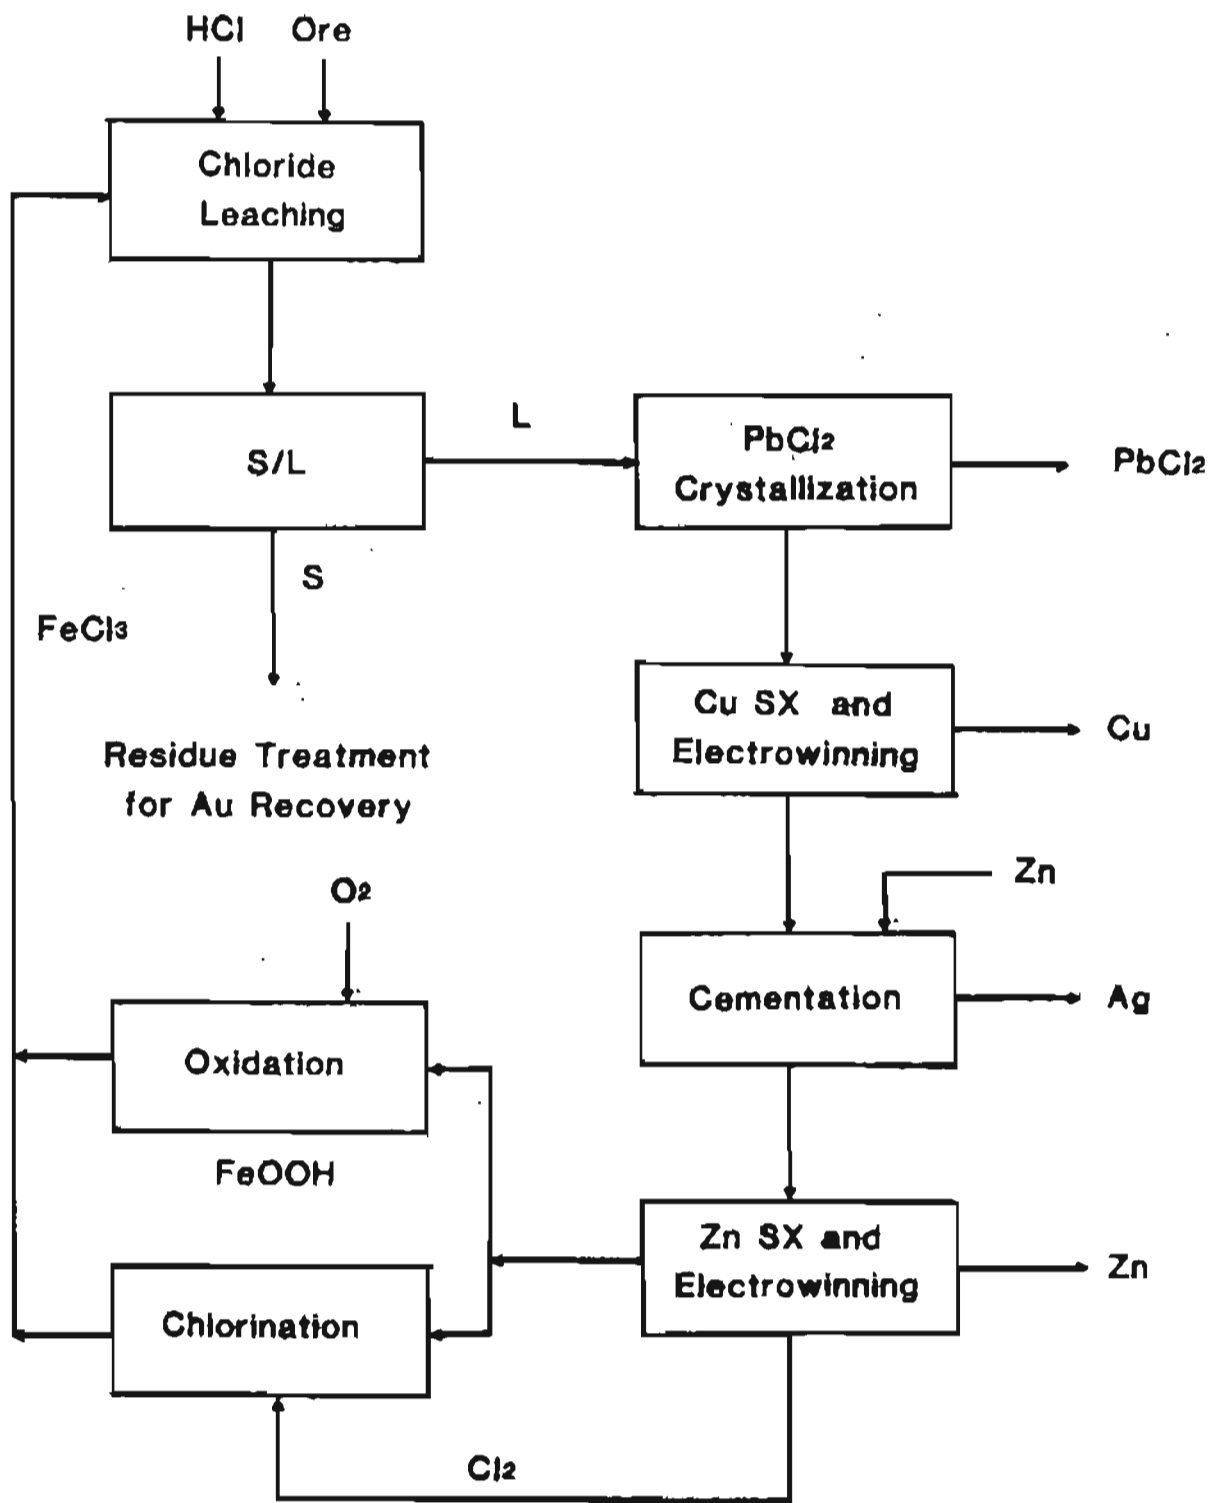 HCl Ore
Chloride
Leaching
S/L
L
PbCl2
Crystallization
PbCl2
S
FeCl3
Residue Treatment
for Au Recovery
Cu SX and
Electrowinning
Cu
Zn
O2
Cementation
Ag
Oxidation
FeOOH
Zn SX and
Electrowinning
Zn
Chlorination
Cl2